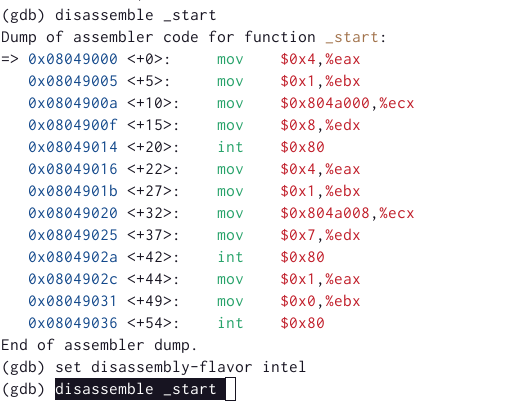 (gdb) disassemble _start
Dump of assembler code for function _start:
=> 0x08049000 <+0>:     mov    $0x4,%eax
   0x08049005 <+5>:     mov    $0x1,%ebx
   0x0804900a <+10>:    mov    $0x804a000,%ecx
   0x0804900f <+15>:    mov    $0x8,%edx
   0x08049014 <+20>:    int    $0x80
   0x08049016 <+22>:    mov    $0x4,%eax
   0x0804901b <+27>:    mov    $0x1,%ebx
   0x08049020 <+32>:    mov    $0x804a008,%ecx
   0x08049025 <+37>:    mov    $0x7,%edx
   0x0804902a <+42>:    int    $0x80
   0x0804902c <+44>:    mov    $0x1,%eax
   0x08049031 <+49>:    mov    $0x0,%ebx
   0x08049036 <+54>:    int    $0x80
End of assembler dump.
(gdb) set disassembly-flavor intel
(gdb) disassemble _start